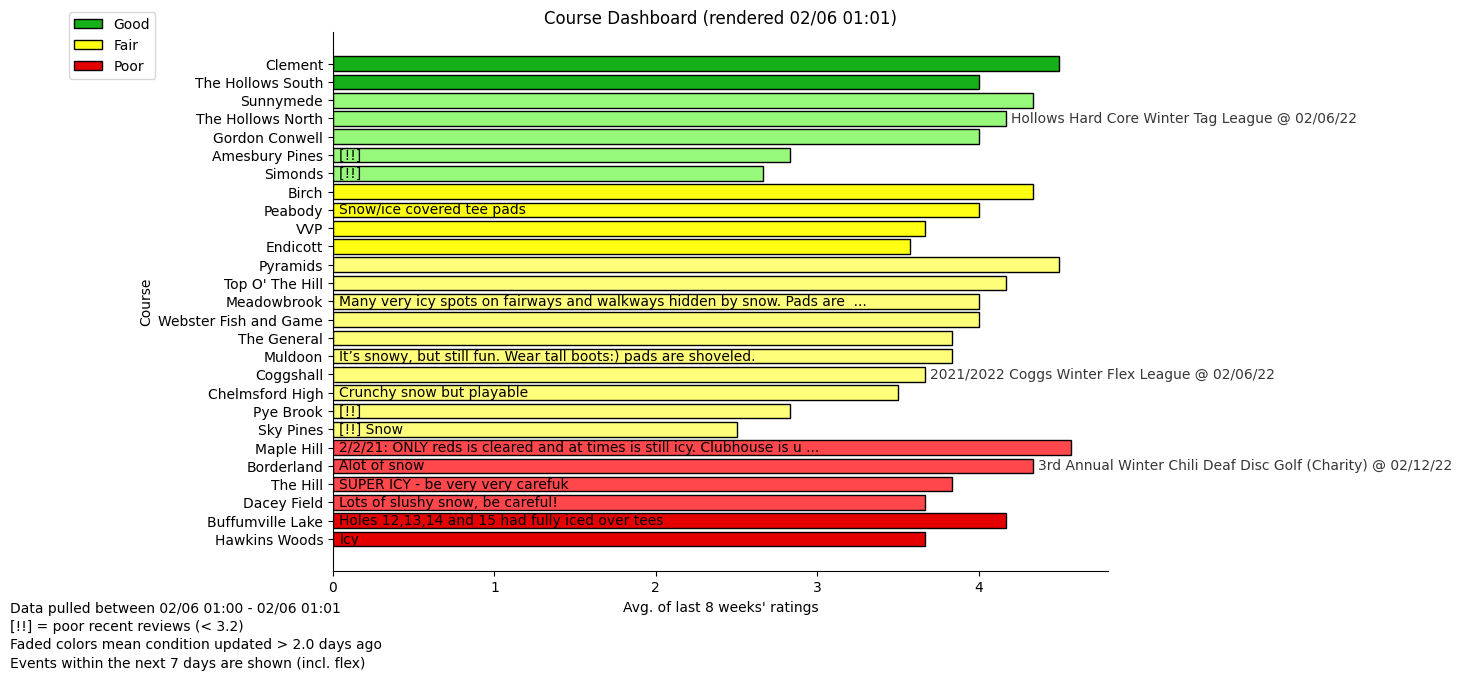 Course Dashboard (rendered 02/06 01:01)
Good
Fair
Poor
Clement
The Hollows South
Sunnymede
The Hollows North Hollows Hard Core Winter Tag League @ 02/06/22
Gordon Conwell
Amesbury Pines [!!]
Simonds [!!]
Birch
Peabody Snow/ice covered tee pads
VVP
Endicott
Pyramids
Top O' The Hill
Meadowbrook Many very icy spots on fairways and walkways hidden by snow. Pads are  ...
Webster Fish and Game
The General
Muldoon It’s snowy, but still fun. Wear tall boots:) pads are shoveled.
Coggshall 2021/2022 Coggs Winter Flex League @ 02/06/22
Chelmsford High Crunchy snow but playable
Pye Brook [!!]
Sky Pines [!!] Snow
Maple Hill 2/2/21: ONLY reds is cleared and at times is still icy. Clubhouse is u ...
Borderland Alot of snow 3rd Annual Winter Chili Deaf Disc Golf (Charity) @ 02/12/22
The Hill SUPER ICY - be very very carefuk
Dacey Field Lots of slushy snow, be careful!
Buffumville Lake Holes 12,13,14 and 15 had fully iced over tees
Hawkins Woods Icy
Course
0 1 2 3 4
Avg. of last 8 weeks' ratings
Data pulled between 02/06 01:00 - 02/06 01:01
[!!] = poor recent reviews (< 3.2)
Faded colors mean condition updated > 2.0 days ago
Events within the next 7 days are shown (incl. flex)